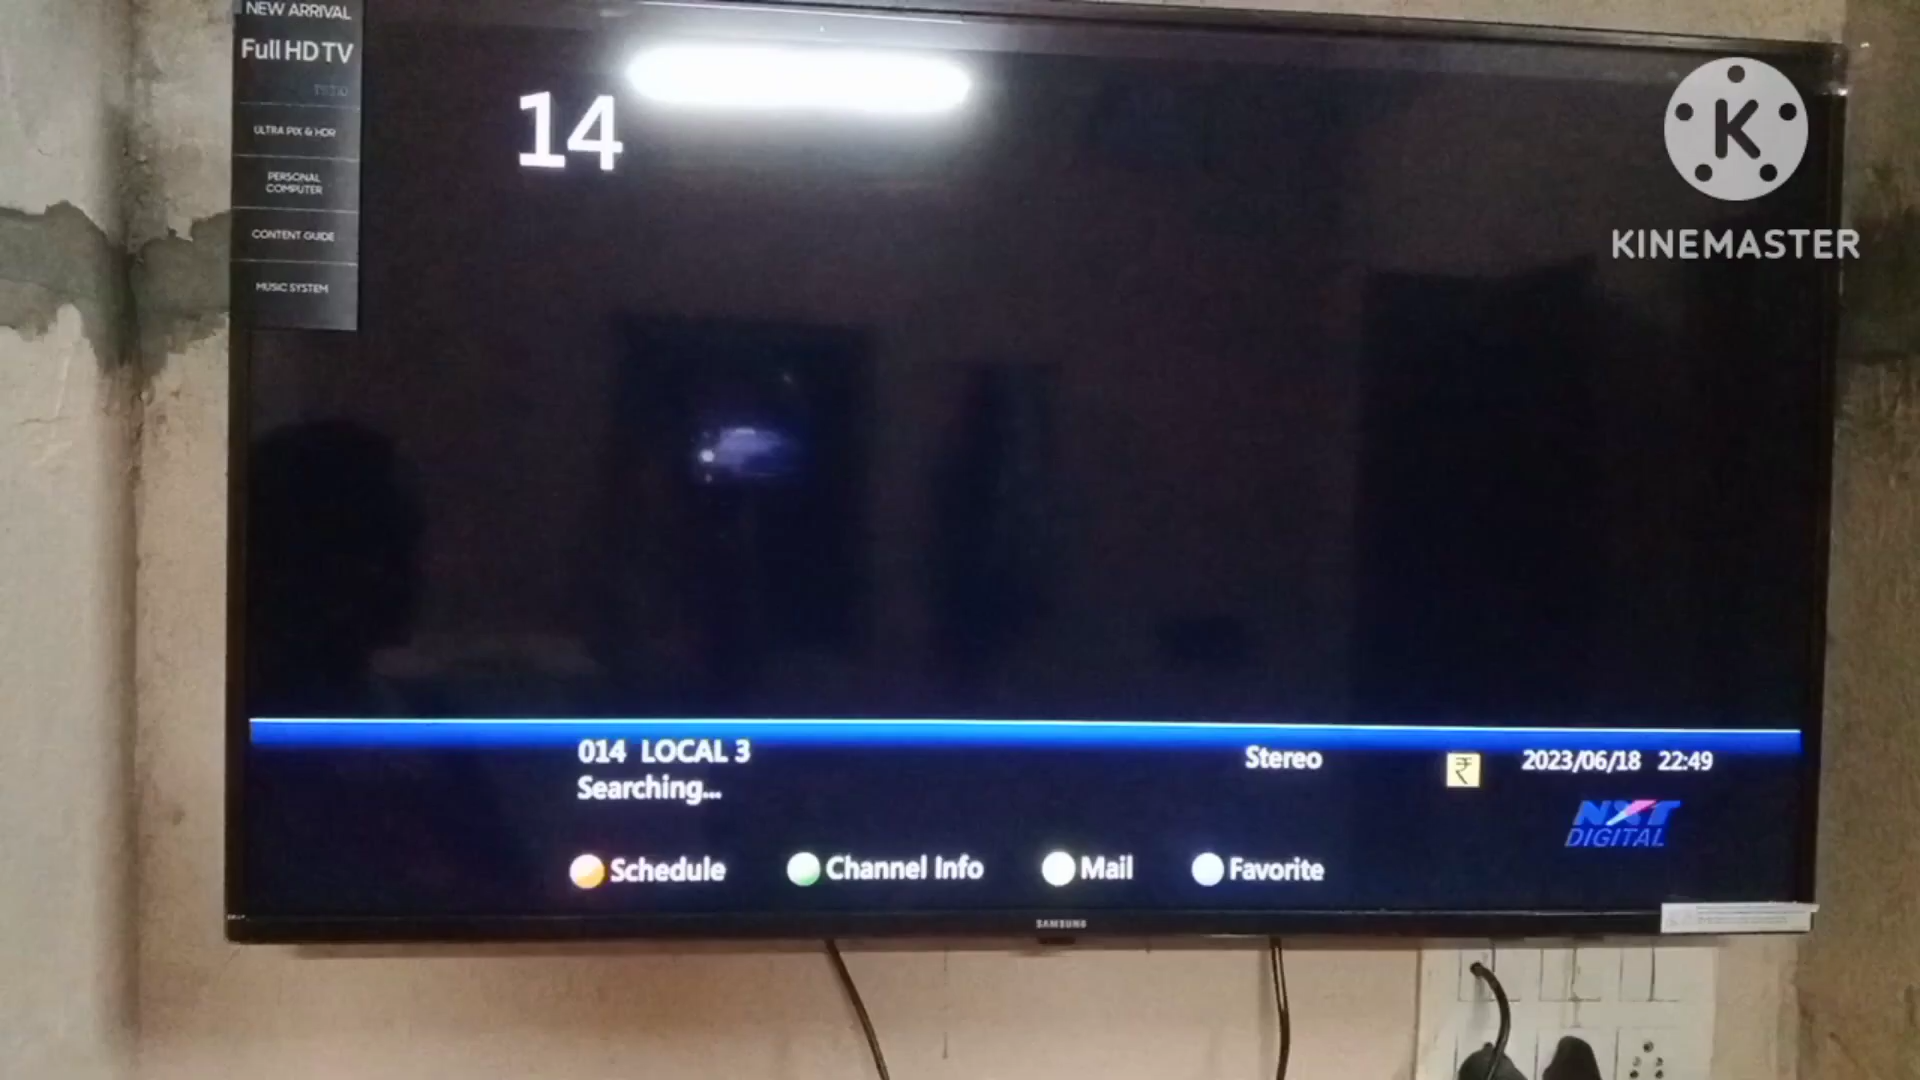 NEW ARRIVAL
Full HD TV
ULTRA PIX & HDR
PERSONAL
COMPUTER
CONTENT GUIDE
MUSIC SYSTEM
14
K
KINEMASTER
014 LOCAL 3
Searching...
Stereo
₹
2023/06/18 22:49
NXT
DIGITAL
Schedule
Channel Info
Mail
Favorite
SAMSUNG